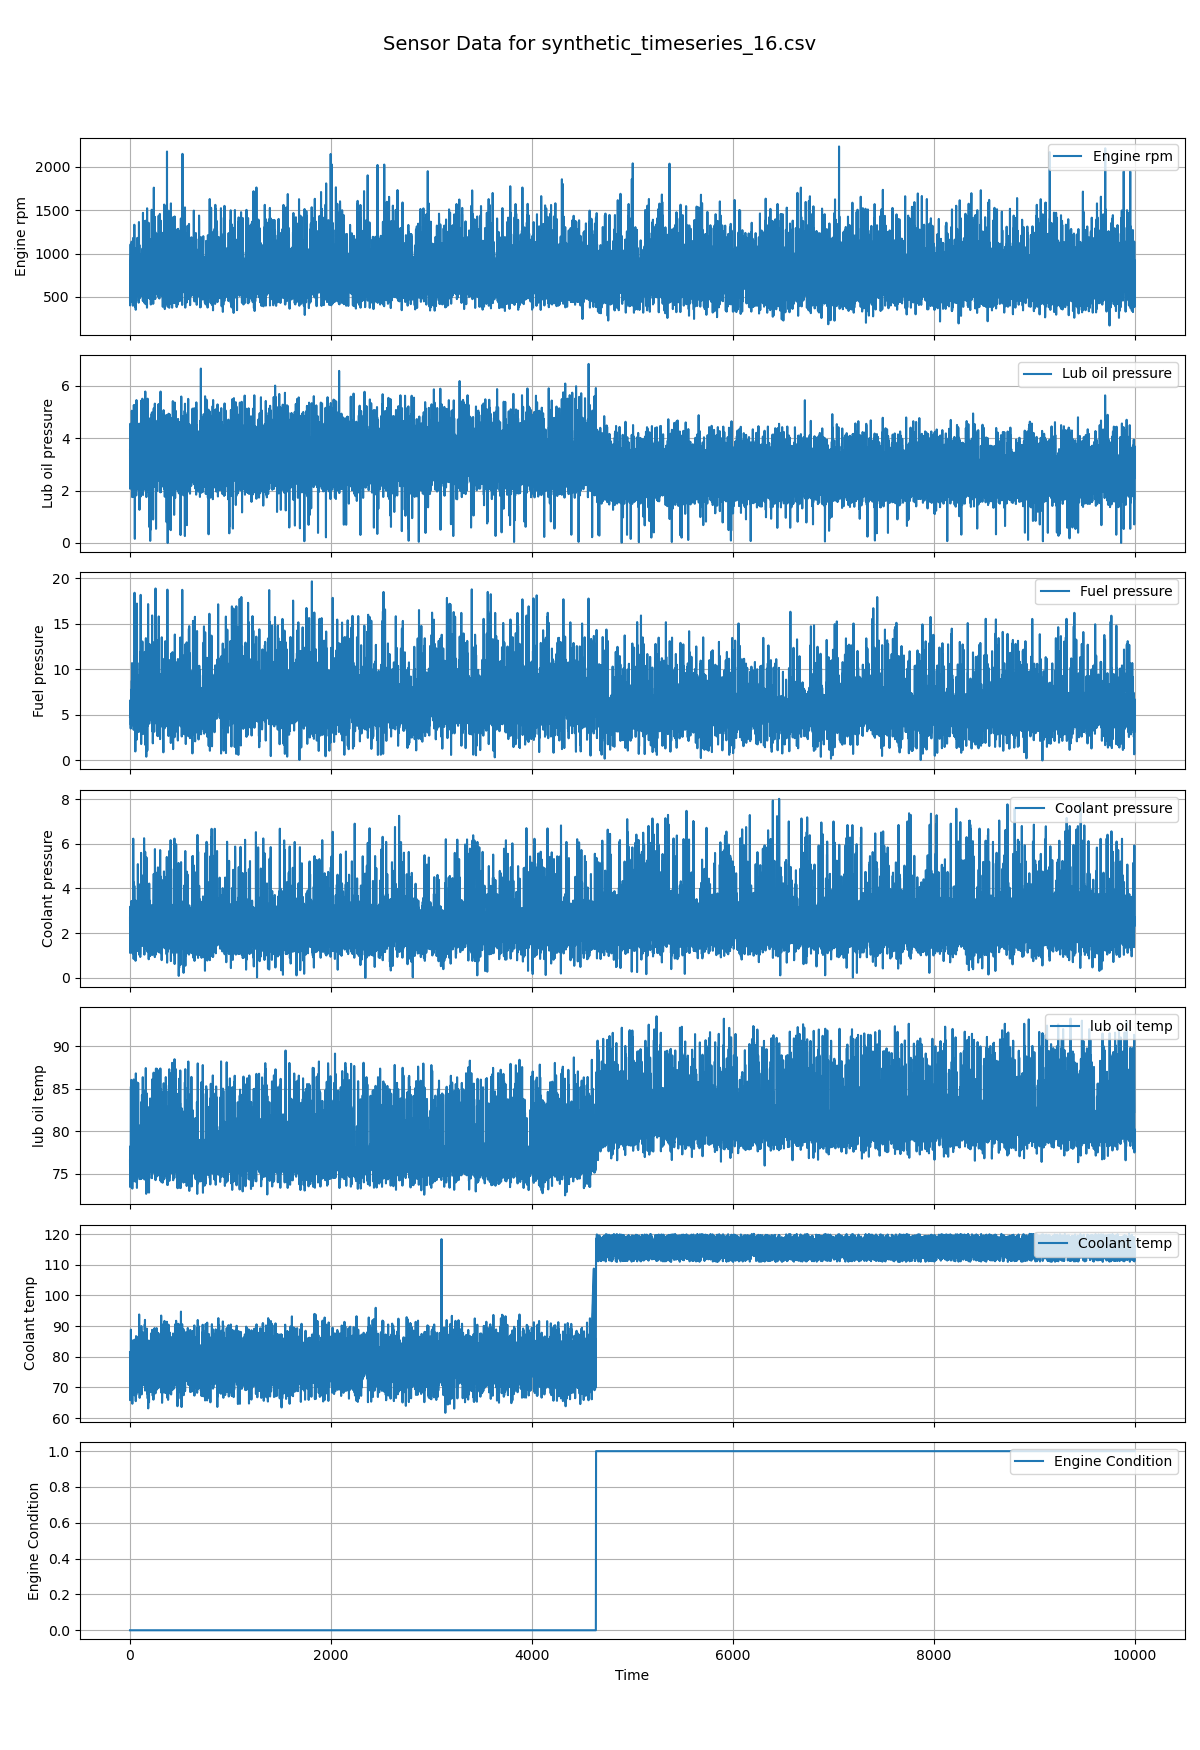 Sensor Data for synthetic_timeseries_16.csv
Engine rpm
2000
1500
1000
500
Engine rpm
Lub oil pressure
6
4
2
0
Lub oil pressure
Fuel pressure
20
15
10
5
0
Fuel pressure
Coolant pressure
8
6
4
2
0
Coolant pressure
lub oil temp
90
85
80
75
lub oil temp
Coolant temp
120
110
100
90
80
70
60
Coolant temp
Engine Condition
1.0
0.8
0.6
0.4
0.2
0.0
Engine Condition
0 2000 4000 6000 8000 10000
Time